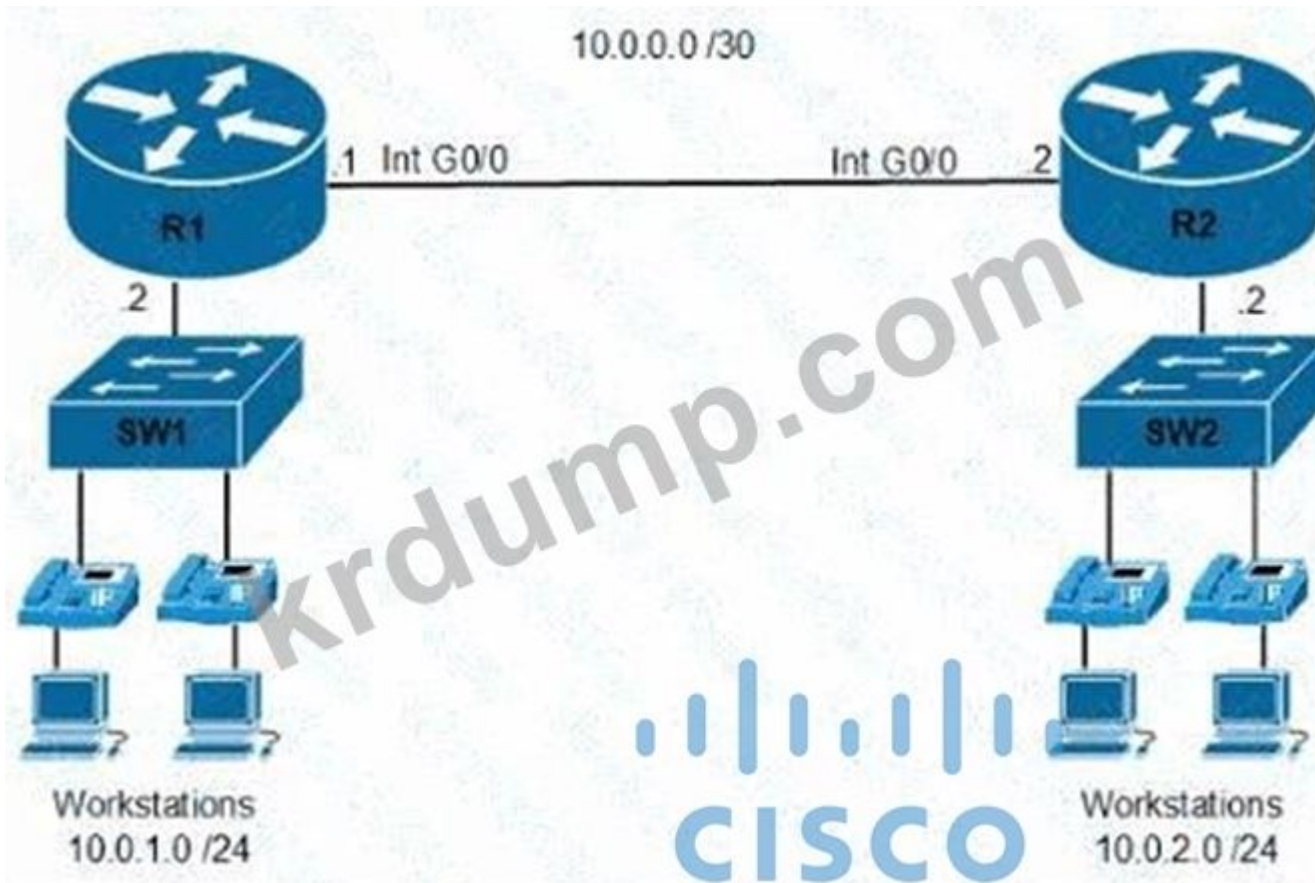 10.0.0.0 /30
.1 Int G0/0
Int G0/0 .2
R1
R2
.2
.2
SW1
SW2
krdump.com
CISCO
Workstations
10.0.1.0 /24
Workstations
10.0.2.0 /24